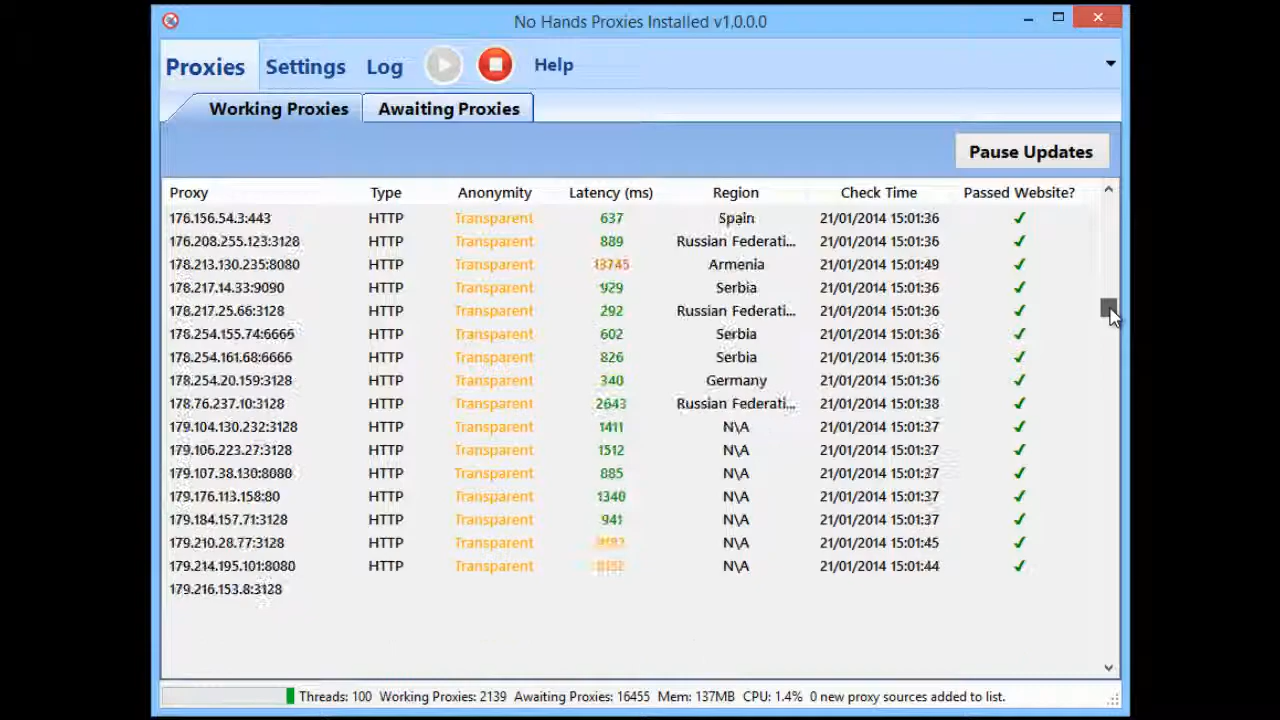 No Hands Proxies Installed v1.0.0.0
Proxies Settings Log Help
Working Proxies Awaiting Proxies
Pause Updates
Proxy Type Anonymity Latency (ms) Region Check Time Passed Website?
176.156.54.3:443 HTTP Transparent 637 Spain 21/01/2014 15:01:36 ✓
176.208.255.123:3128 HTTP Transparent 889 Russian Federati... 21/01/2014 15:01:36 ✓
178.213.130.235:8080 HTTP Transparent 13745 Armenia 21/01/2014 15:01:49 ✓
178.217.14.33:9090 HTTP Transparent 929 Serbia 21/01/2014 15:01:36 ✓
178.217.25.66:3128 HTTP Transparent 292 Russian Federati... 21/01/2014 15:01:36 ✓
178.254.155.74:6666 HTTP Transparent 602 Serbia 21/01/2014 15:01:36 ✓
178.254.161.68:6666 HTTP Transparent 826 Serbia 21/01/2014 15:01:36 ✓
178.254.20.159:3128 HTTP Transparent 340 Germany 21/01/2014 15:01:36 ✓
178.76.237.10:3128 HTTP Transparent 2643 Russian Federati... 21/01/2014 15:01:38 ✓
179.104.130.232:3128 HTTP Transparent 1411 N\A 21/01/2014 15:01:37 ✓
179.106.223.27:3128 HTTP Transparent 1512 N\A 21/01/2014 15:01:37 ✓
179.107.38.130:8080 HTTP Transparent 885 N\A 21/01/2014 15:01:37 ✓
179.176.113.158:80 HTTP Transparent 1340 N\A 21/01/2014 15:01:37 ✓
179.184.157.71:3128 HTTP Transparent 941 N\A 21/01/2014 15:01:37 ✓
179.210.28.77:3128 HTTP Transparent N\A 21/01/2014 15:01:45 ✓
179.214.195.101:8080 HTTP Transparent N\A 21/01/2014 15:01:44 ✓
179.216.153.8:3128
Threads: 100 Working Proxies: 2139 Awaiting Proxies: 16455 Mem: 137MB CPU: 1.4% 0 new proxy sources added to list.